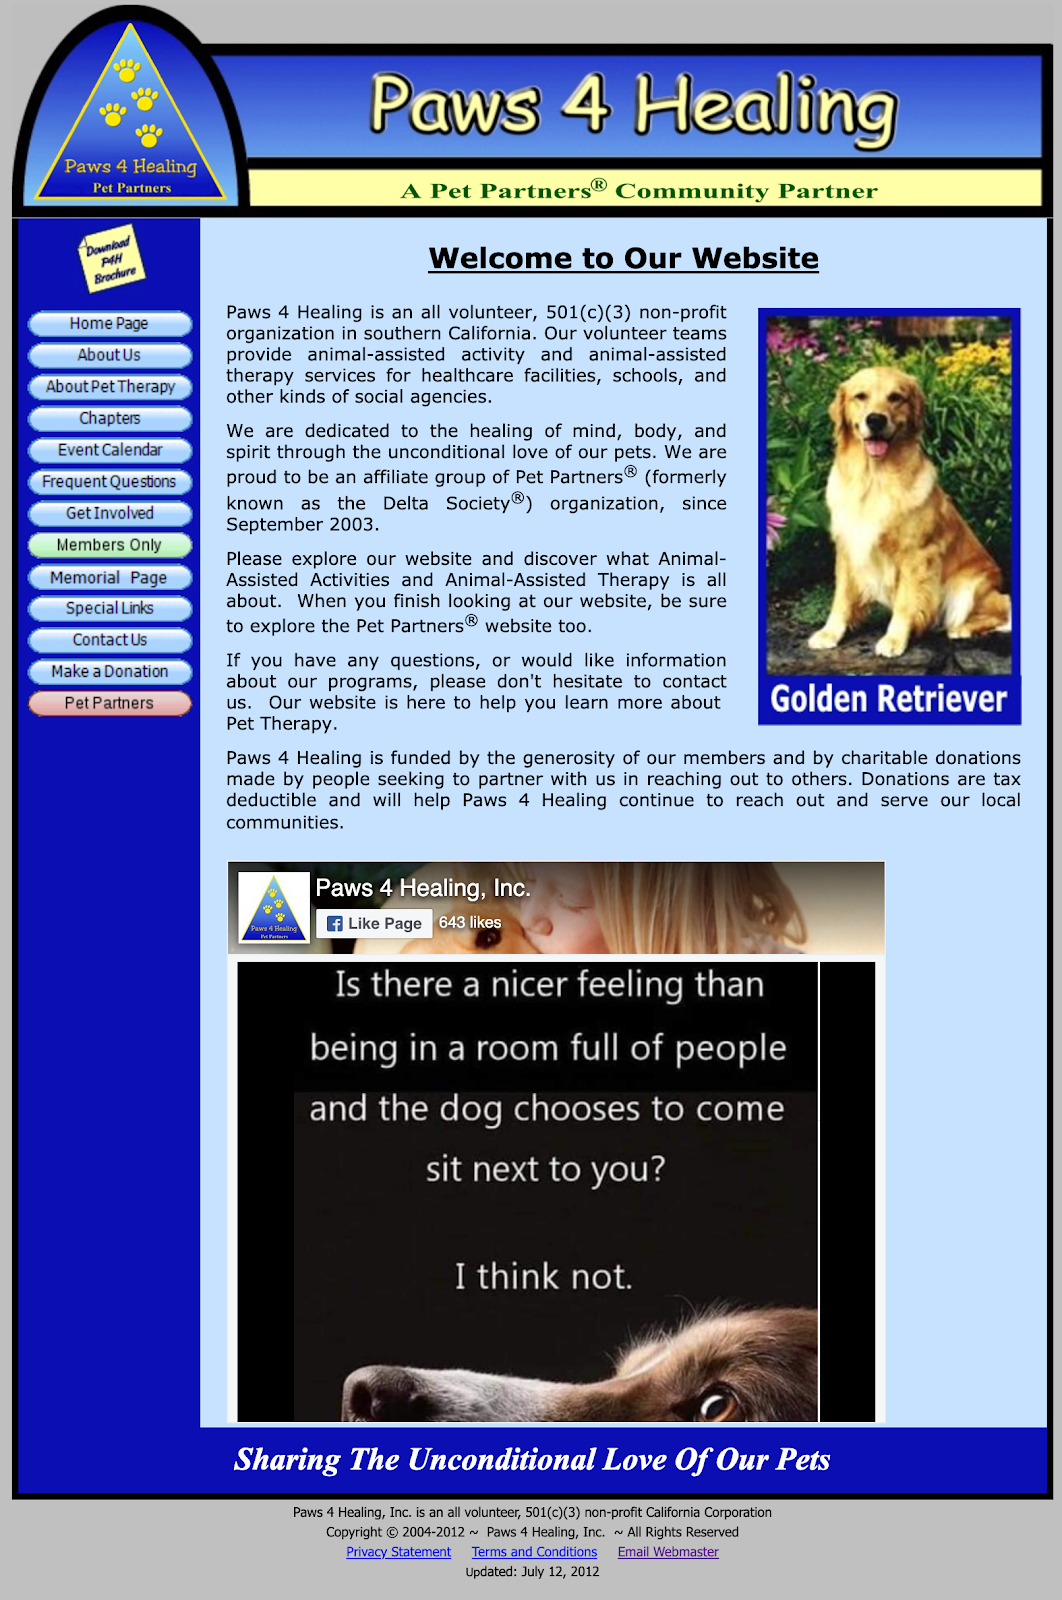 Paws 4 Healing
Pet Partners
Paws 4 Healing
A Pet Partners® Community Partner
Download
P4H
Brochure
Home Page
About Us
About Pet Therapy
Chapters
Event Calendar
Frequent Questions
Get Involved
Members Only
Memorial Page
Special Links
Contact Us
Make a Donation
Pet Partners
Welcome to Our Website
Paws 4 Healing is an all volunteer, 501(c)(3) non-profit
organization in southern California. Our volunteer teams
provide animal-assisted activity and animal-assisted
therapy services for healthcare facilities, schools, and
other kinds of social agencies.
We are dedicated to the healing of mind, body, and
spirit through the unconditional love of our pets. We are
proud to be an affiliate group of Pet Partners® (formerly
known as the Delta Society®) organization, since
September 2003.
Please explore our website and discover what Animal-
Assisted Activities and Animal-Assisted Therapy is all
about. When you finish looking at our website, be sure
to explore the Pet Partners® website too.
If you have any questions, or would like information
about our programs, please don't hesitate to contact
us. Our website is here to help you learn more about
Pet Therapy.
Golden Retriever
Paws 4 Healing is funded by the generosity of our members and by charitable donations
made by people seeking to partner with us in reaching out to others. Donations are tax
deductible and will help Paws 4 Healing continue to reach out and serve our local
communities.
Paws 4 Healing
Pet Partners
Paws 4 Healing, Inc.
Like Page
643 likes
Is there a nicer feeling than
being in a room full of people
and the dog chooses to come
sit next to you?
I think not.
Sharing The Unconditional Love Of Our Pets
Paws 4 Healing, Inc. is an all volunteer, 501(c)(3) non-profit California Corporation
Copyright © 2004-2012 ~ Paws 4 Healing, Inc. ~ All Rights Reserved
Privacy Statement Terms and Conditions Email Webmaster
Updated: July 12, 2012